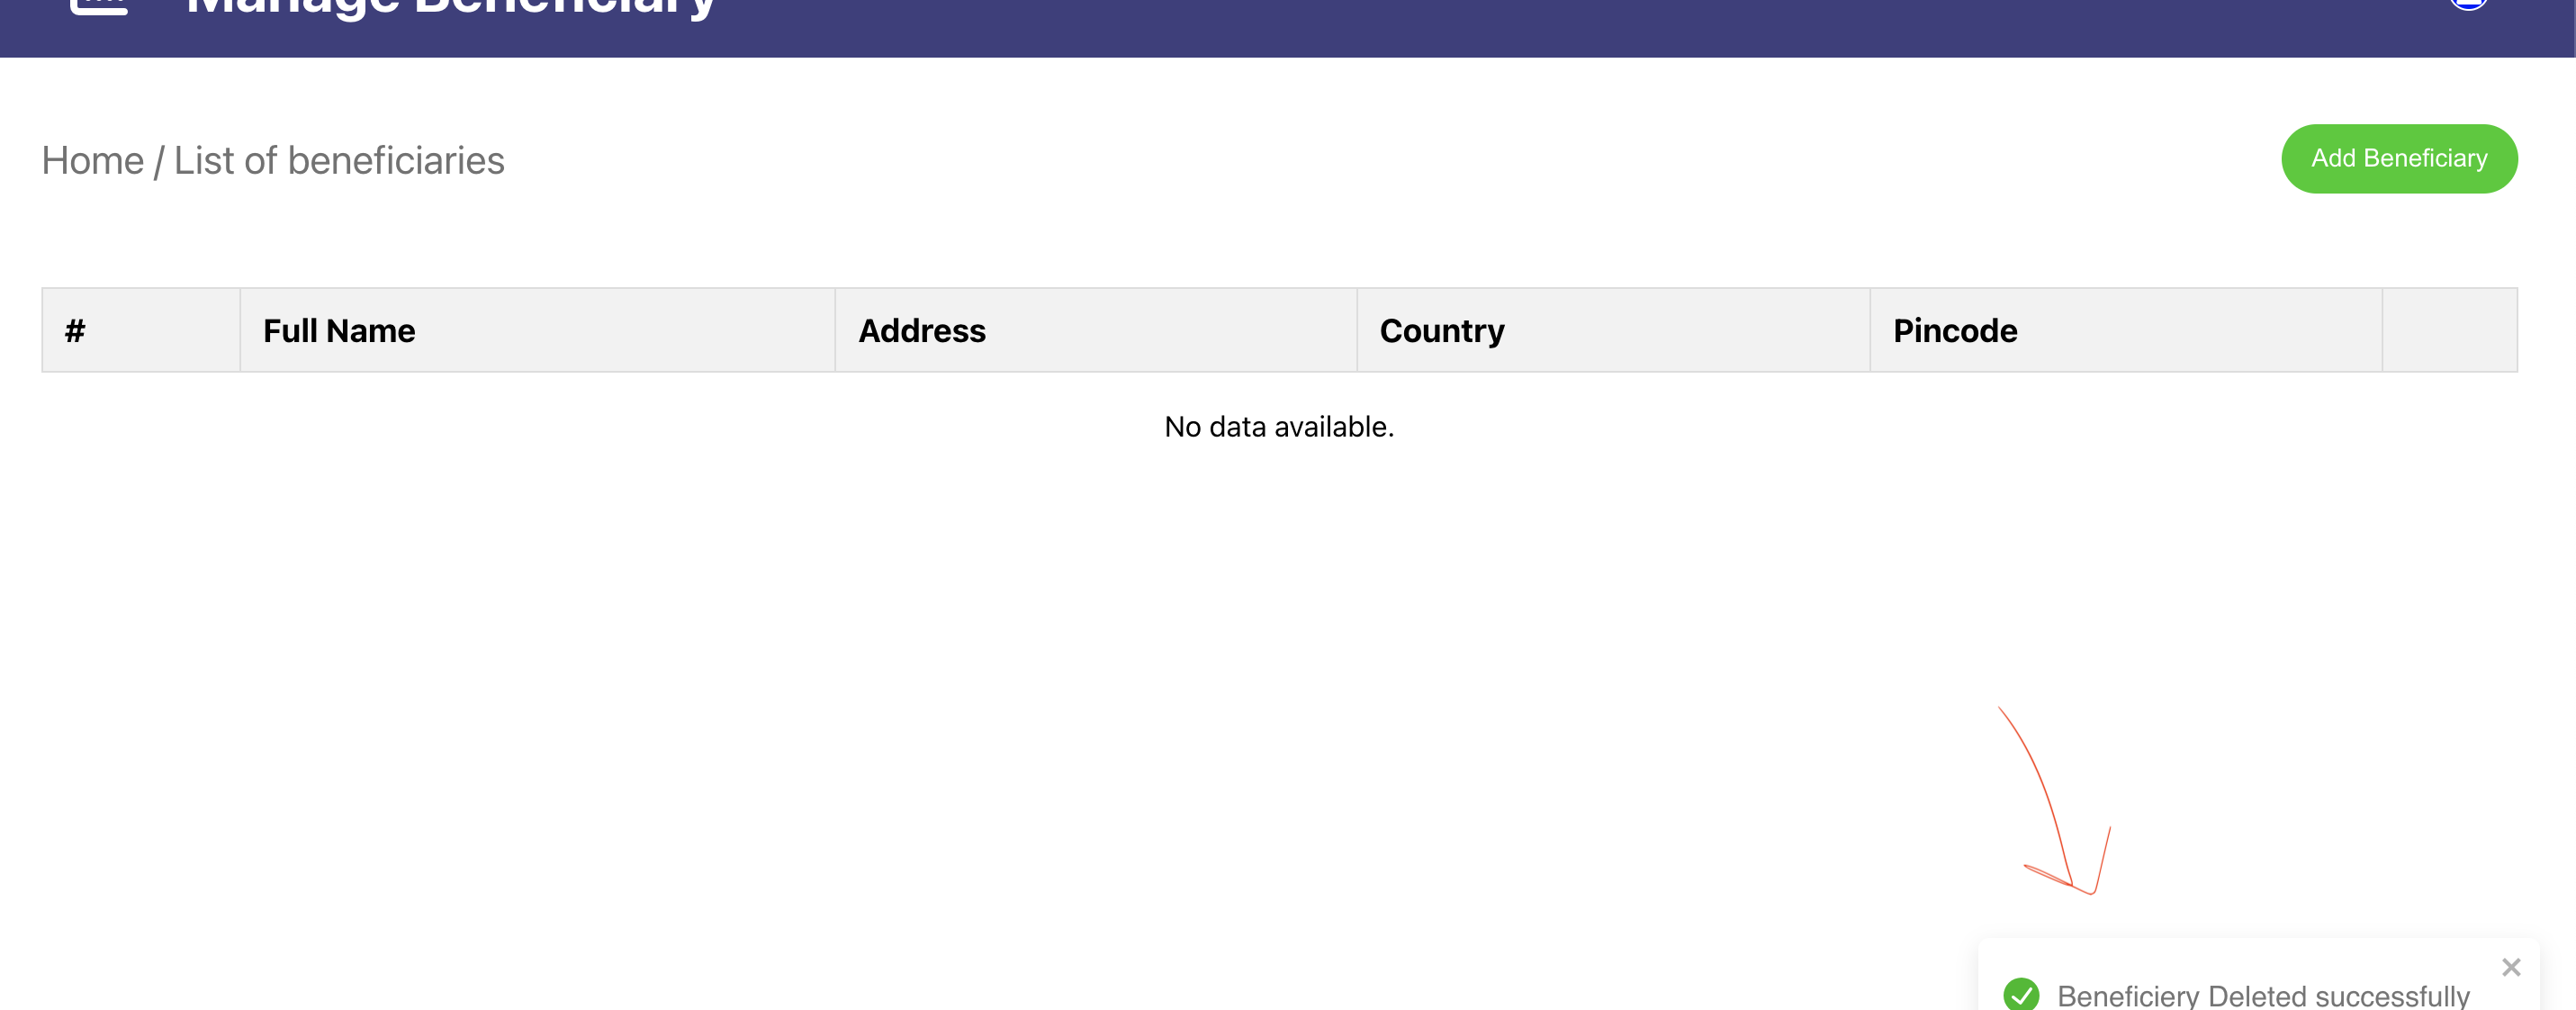 Manage Beneficiary
Home / List of beneficiaries
Add Beneficiary
# Full Name Address Country Pincode
No data available.
Beneficiery Deleted successfully